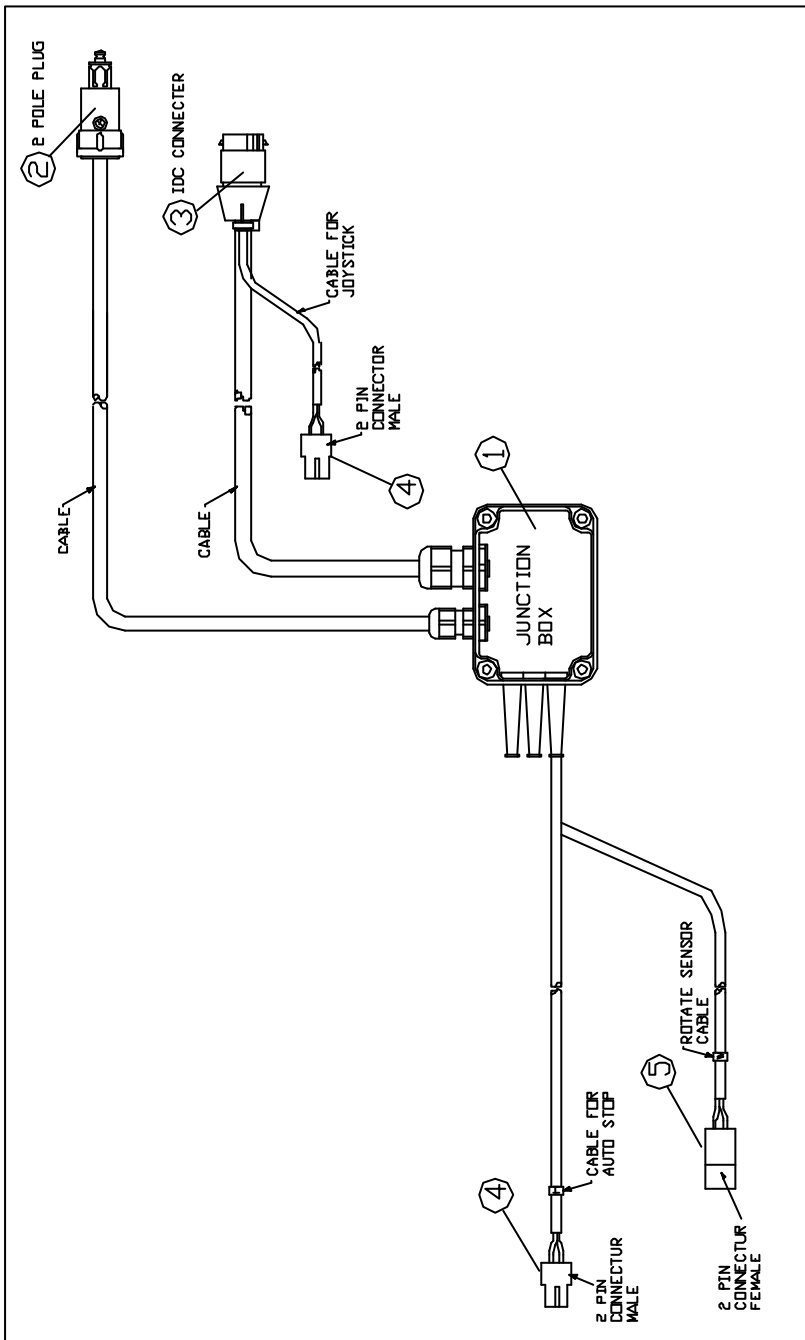 2
2 POLE PLUG
3
IDC CONNECTER
CABLE FOR
JOYSTICK
2 PIN
CONNECTOR
MALE
4
CABLE
CABLE
1
JUNCTION
BOX
ROTATE SENSOR
CABLE
5
CABLE FOR
AUTO STOP
4
2 PIN
CONNECTUR
MALE
2 PIN
CONNECTUR
FEMALE